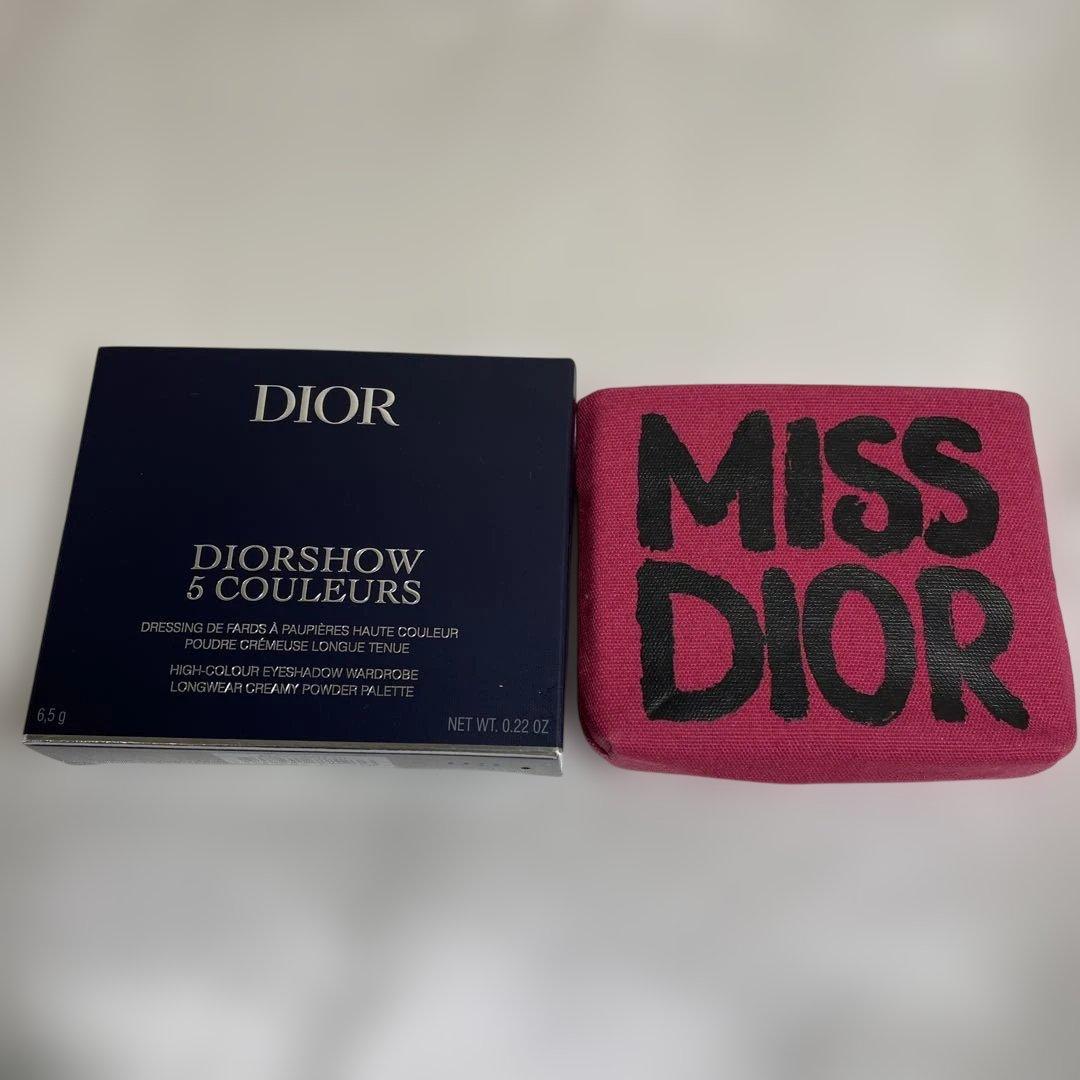 DIOR
DIORSHOW
5 COULEURS
DRESSING DE FARDS À PAUPIÈRES HAUTE COULEUR
POUDRE CRÉMEUSE LONGUE TENUE
HIGH-COLOUR EYESHADOW WARDROBE
LONGWEAR CREAMY POWDER PALETTE
6,5 g
NET WT. 0.22 OZ
MISS
DIOR